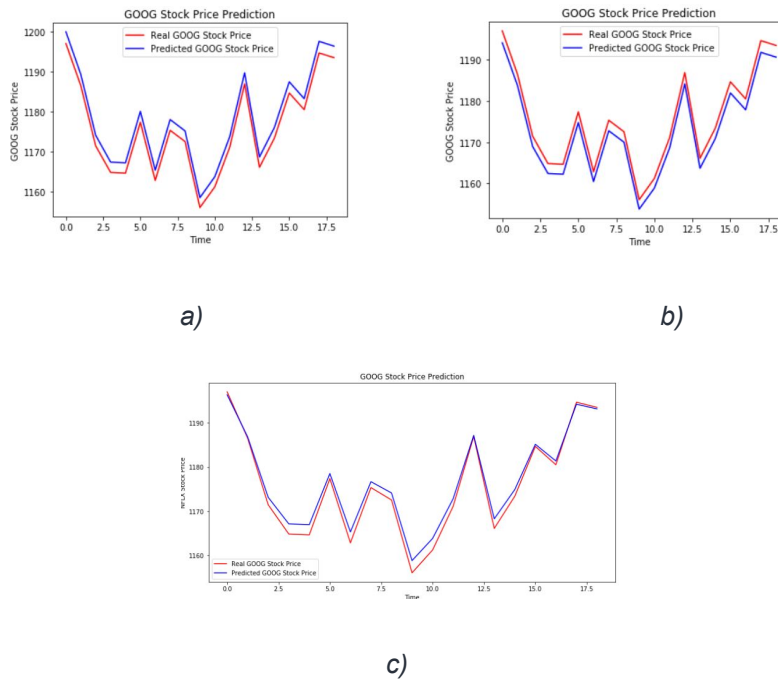 GOOG Stock Price Prediction
Real GOOG Stock Price
Predicted GOOG Stock Price
GOOG Stock Price
1200
1190
1180
1170
1160
0.0 2.5 5.0 7.5 10.0 12.5 15.0 17.5
Time
a)
GOOG Stock Price Prediction
Real GOOG Stock Price
Predicted GOOG Stock Price
GOOG Stock Price
1190
1180
1170
1160
0.0 2.5 5.0 7.5 10.0 12.5 15.0 17.5
Time
b)
GOOG Stock Price Prediction
Stock Price
1190
1180
1170
1160
Real GOOG Stock Price
Predicted GOOG Stock Price
0.0 2.5 5.0 7.5 10.0 12.5 15.0 17.5
Time
c)